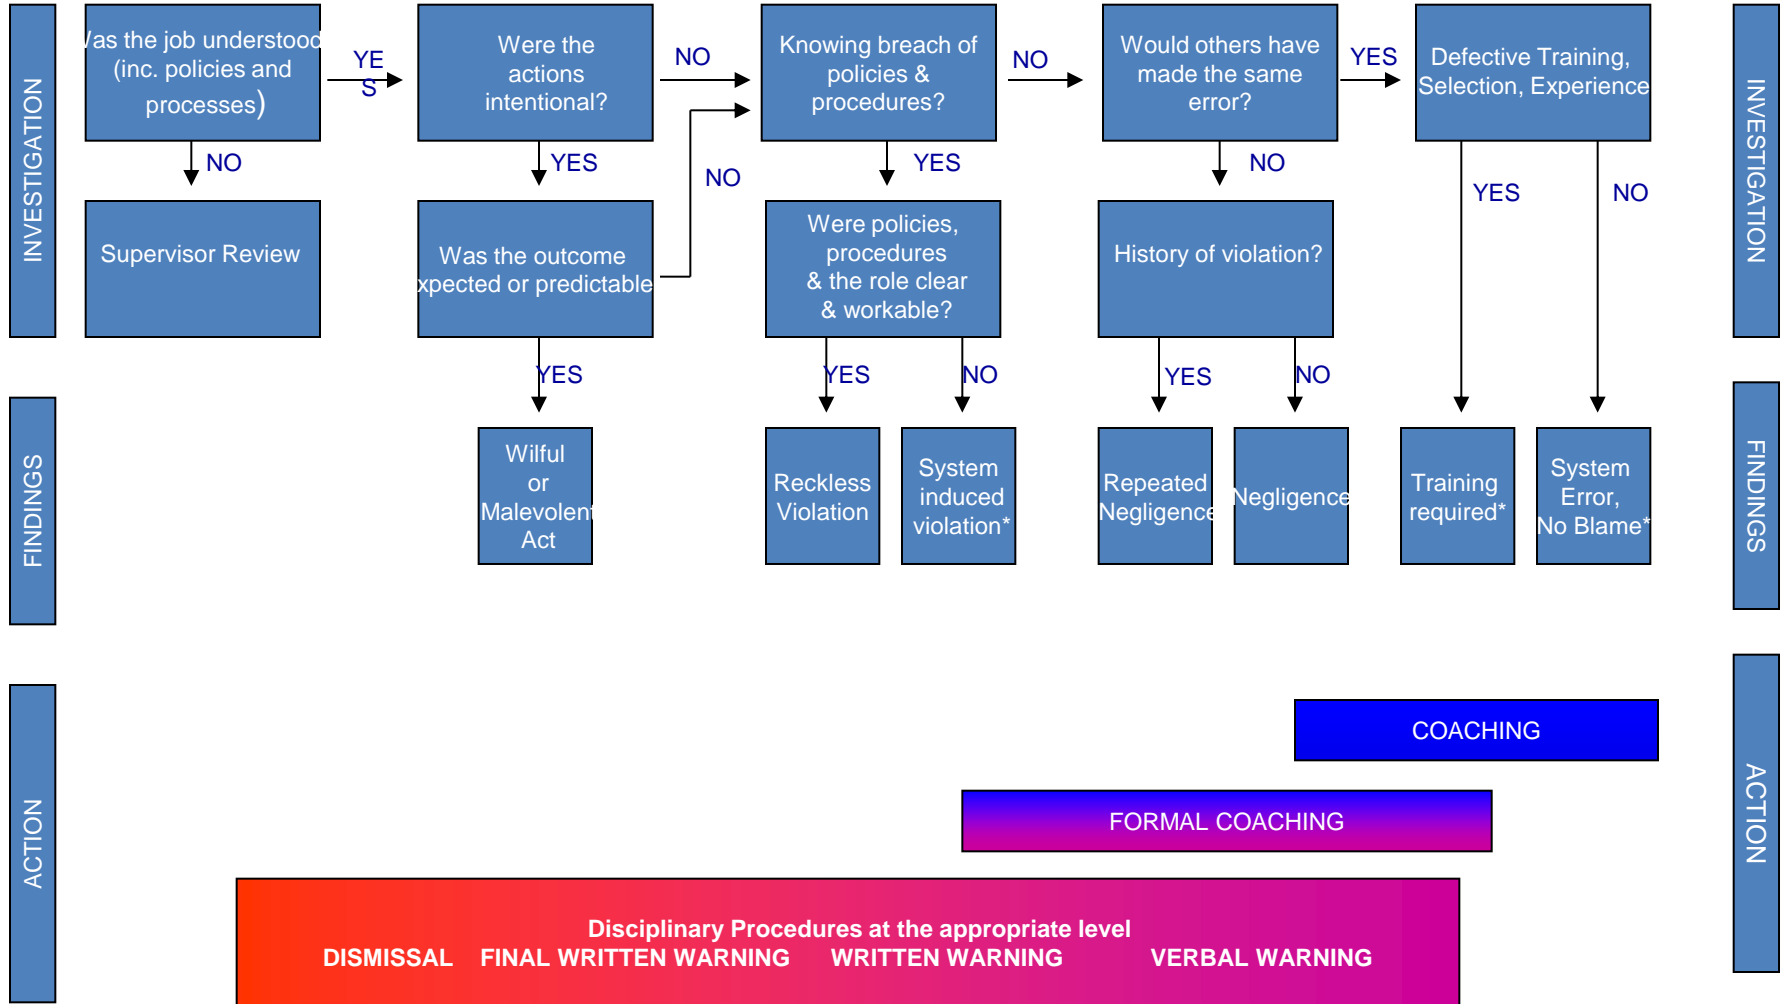 INVESTIGATION
as the job understood
(inc. policies and
processes)
YE
S
Were the
actions
intentional?
NO
Knowing breach of
policies &
procedures?
NO
Would others have
made the same
error?
YES
Defective Training,
Selection, Experience
INVESTIGATION
NO
YES
NO
YES
NO
YES
NO
Supervisor Review
Was the outcome
xpected or predictable
Were policies,
procedures
& the role clear
& workable?
History of violation?
YES
YES
NO
YES
NO
FINDINGS
Wilful
or
Malevolent
Act
Reckless
Violation
System
induced
violation*
Repeated
Negligence
Negligence
Training
required*
System
Error,
No Blame*
FINDINGS
ACTION
COACHING
FORMAL COACHING
ACTION
Disciplinary Procedures at the appropriate level
DISMISSAL FINAL WRITTEN WARNING WRITTEN WARNING VERBAL WARNING